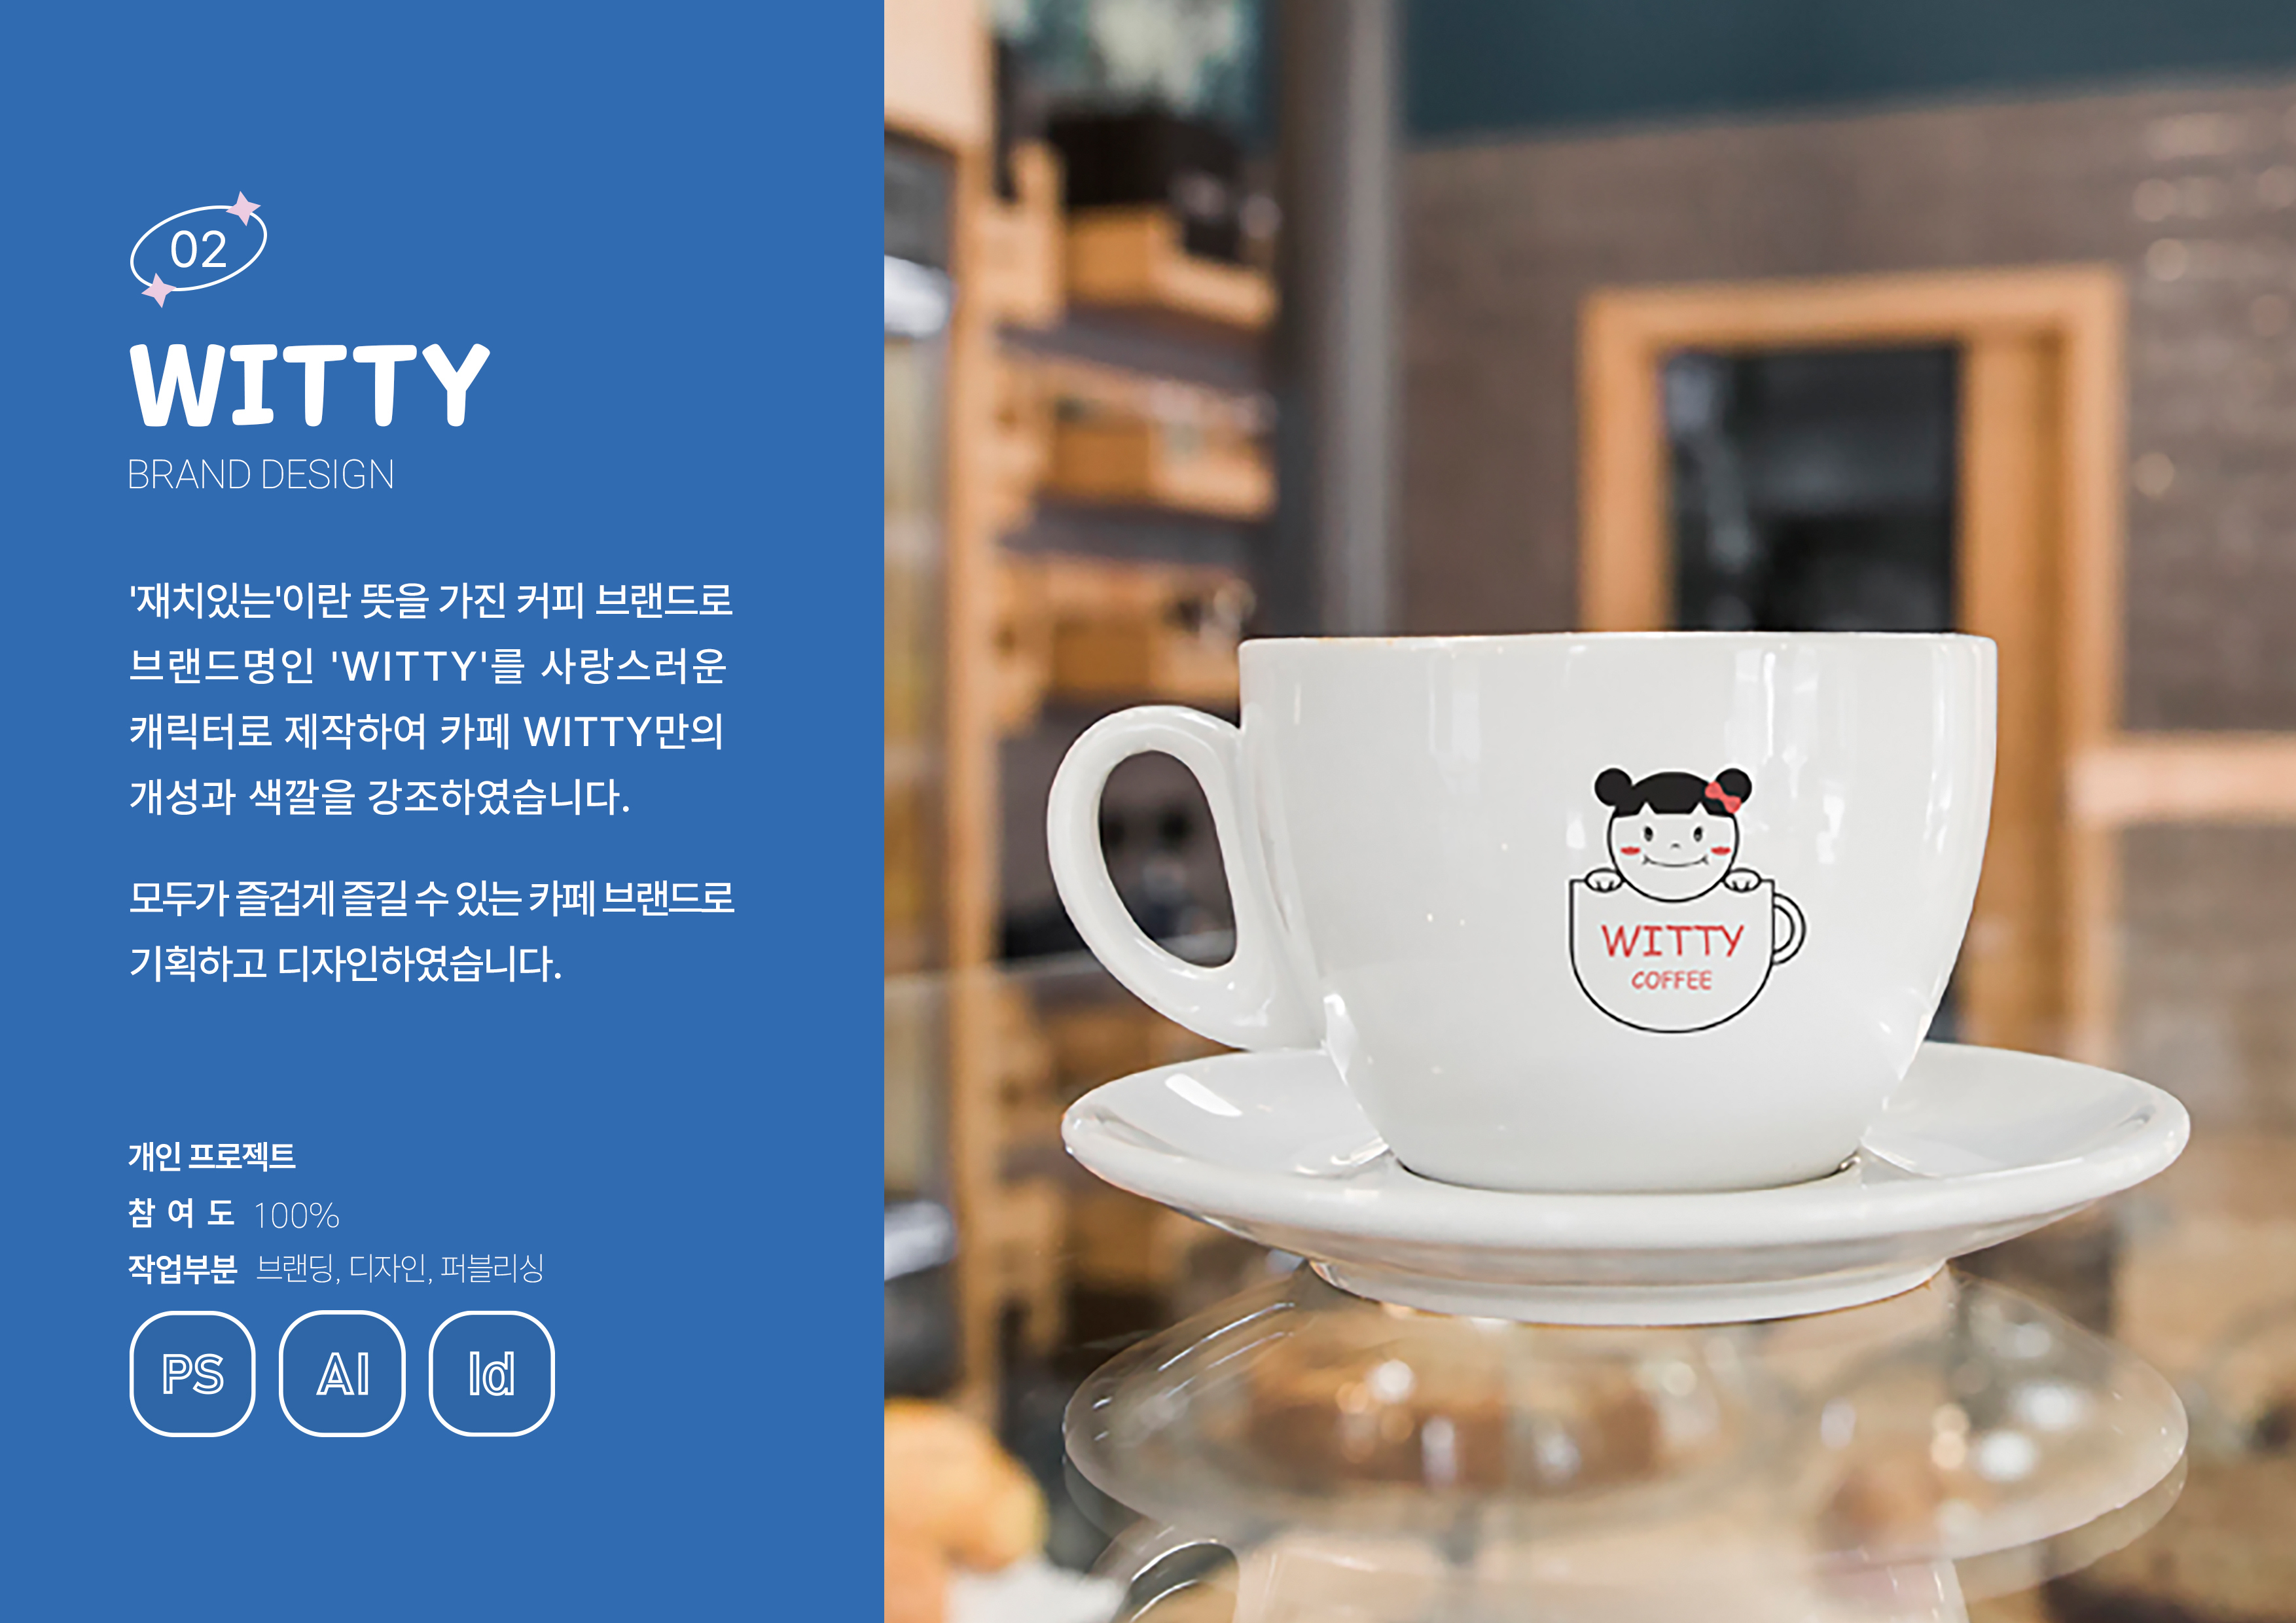 02
WITTY
BRAND DESIGN
'재치있는'이란 뜻을 가진 커피 브랜드로
브랜드명인 'WITTY'를 사랑스러운
캐릭터로 제작하여 카페 WITTY만의
개성과 색깔을 강조하였습니다.
모두가 즐겁게 즐길 수 있는 카페 브랜드로
기획하고 디자인하였습니다.
개인 프로젝트
참 여 도 100%
작업부분 브랜딩, 디자인, 퍼블리싱
PS AI Id
WITTY
COFFEE